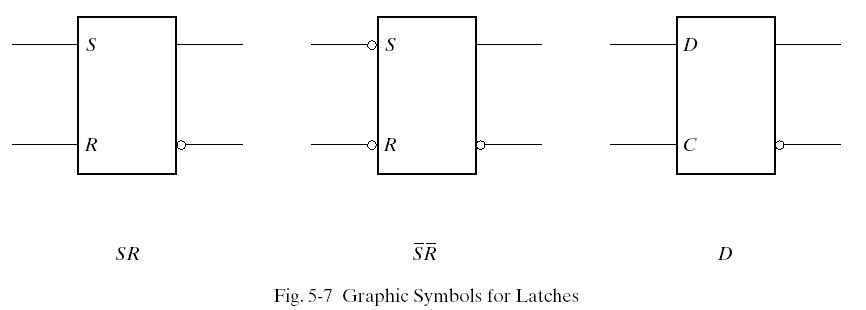 S S D
R R C
SR S̅R̅ D
Fig. 5-7 Graphic Symbols for Latches